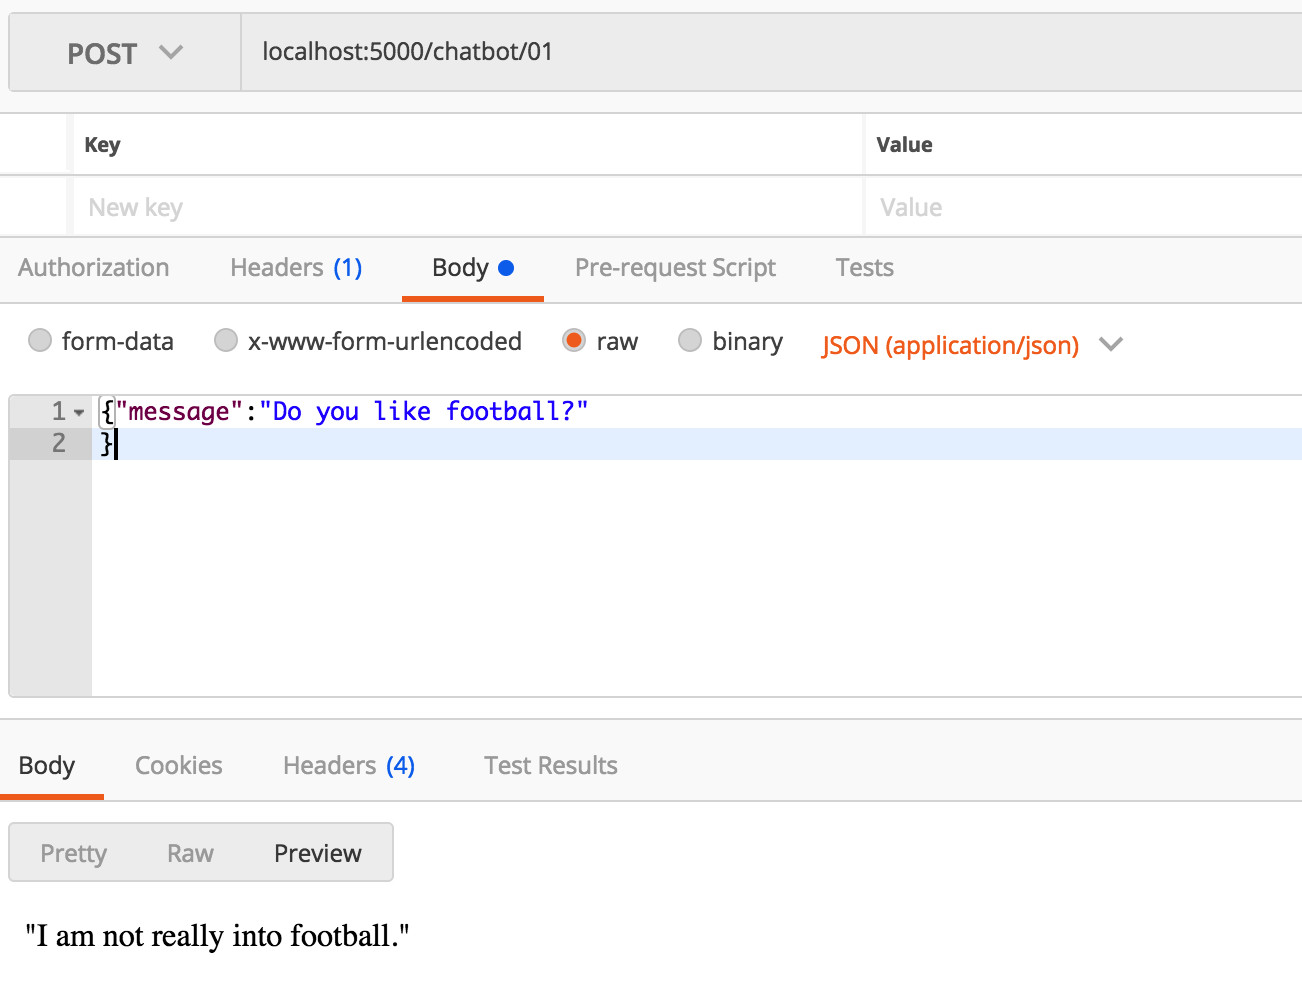 POST localhost:5000/chatbot/01
Key Value
New key Value
Authorization Headers (1) Body Pre-request Script Tests
form-data x-www-form-urlencoded raw binary JSON (application/json)
1 {"message":"Do you like football?"
2 }
Body Cookies Headers (4) Test Results
Pretty Raw Preview
"I am not really into football."